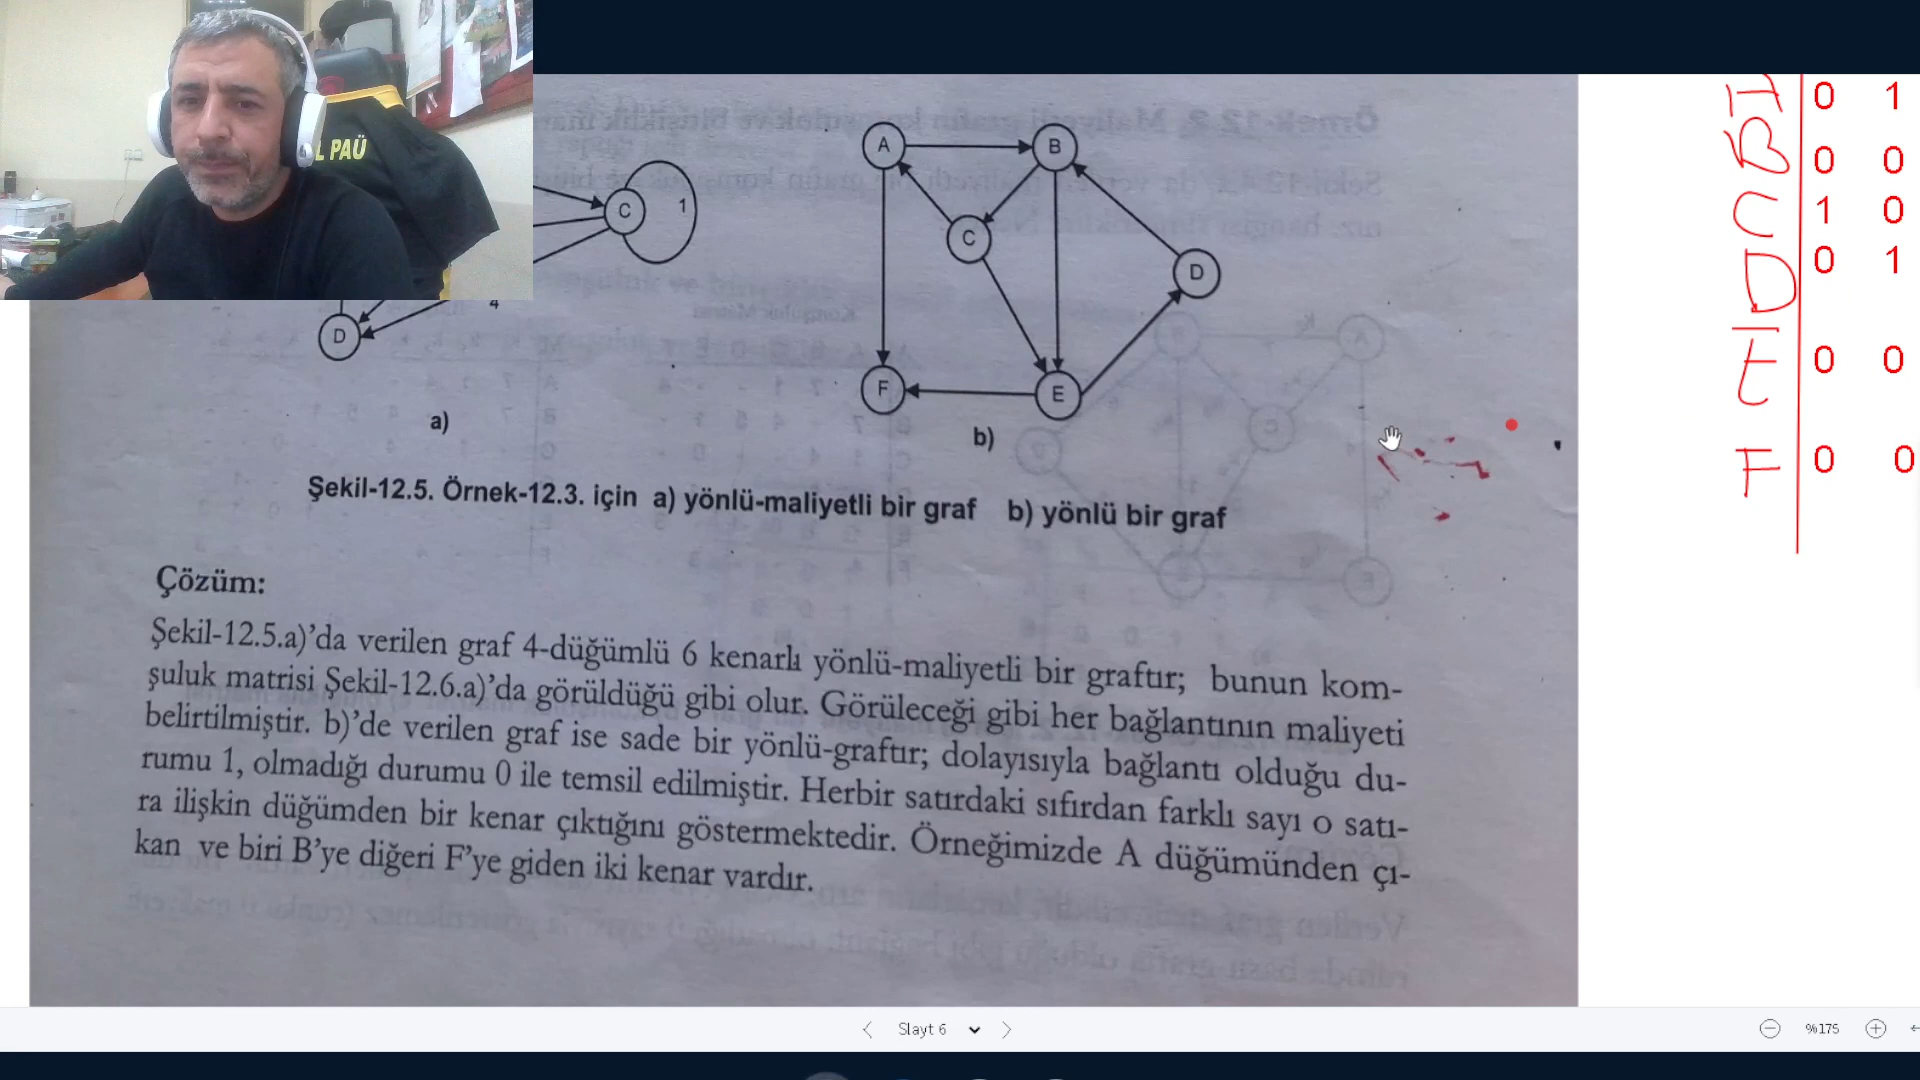 L PAÜ
A
B
C
1
C
D
4
D
F
E
a)
b)
Şekil-12.5. Örnek-12.3. için a) yönlü-maliyetli bir graf b) yönlü bir graf
Çözüm:
Şekil-12.5.a)'da verilen graf 4-düğümlü 6 kenarlı yönlü-maliyetli bir graftır; bunun kom-
şuluk matrisi Şekil-12.6.a)'da görüldüğü gibi olur. Görüleceği gibi her bağlantının maliyeti
belirtilmiştir. b)'de verilen graf ise sade bir yönlü-graftır; dolayısıyla bağlantı olduğu du-
rumu 1, olmadığı durumu 0 ile temsil edilmiştir. Herbir satırdaki sıfırdan farklı sayı o satı-
ra ilişkin düğümden bir kenar çıktığını göstermektedir. Örneğimizde A düğümünden çı-
kan ve biri B'ye diğeri F'ye giden iki kenar vardır.
0 1
B 0 0
C 1 0
D 0 1
E 0 0
F 0 0
Slayt 6
%175